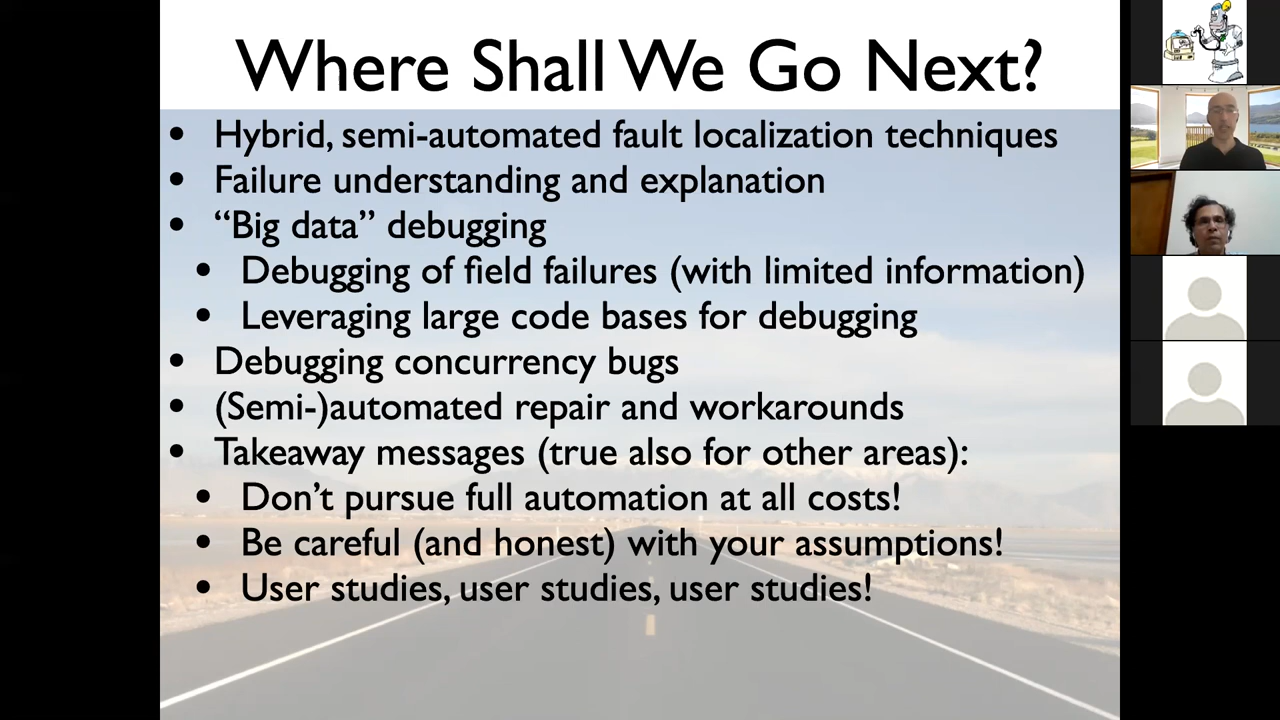 Where Shall We Go Next?
• Hybrid, semi-automated fault localization techniques
• Failure understanding and explanation
• “Big data” debugging
• Debugging of field failures (with limited information)
• Leveraging large code bases for debugging
• Debugging concurrency bugs
• (Semi-)automated repair and workarounds
• Takeaway messages (true also for other areas):
• Don’t pursue full automation at all costs!
• Be careful (and honest) with your assumptions!
• User studies, user studies, user studies!